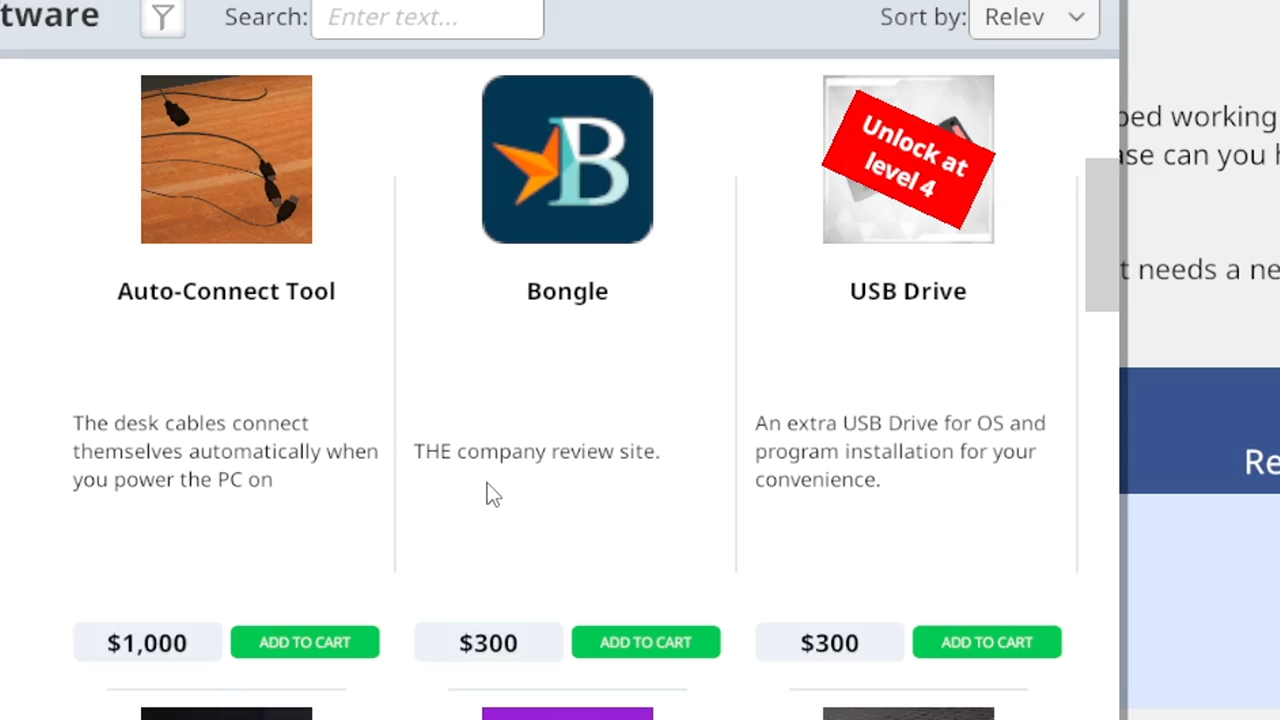 tware
Search:
Enter text...
Sort by:
Relev
B
Unlock at
level 4
Auto-Connect Tool
Bongle
USB Drive
The desk cables connect
themselves automatically when
you power the PC on
THE company review site.
An extra USB Drive for OS and
program installation for your
convenience.
$1,000
ADD TO CART
$300
ADD TO CART
$300
ADD TO CART
ped working
ase can you h
t needs a ne
Re